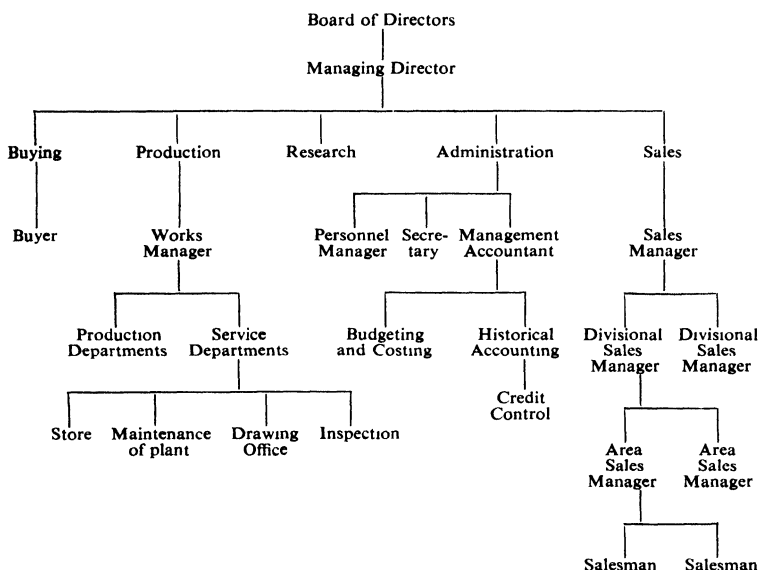 Board of Directors
Managing Director
Buying Production Research Administration Sales
Buyer Works Manager Personnel Manager Secre-tary Management Accountant Sales Manager
Production Departments Service Departments Budgeting and Costing Historical Accounting Divisional Sales Manager Divisional Sales Manager
Credit Control
Store Maintenance of plant Drawing Office Inspection
Area Sales Manager Area Sales Manager
Salesman Salesman